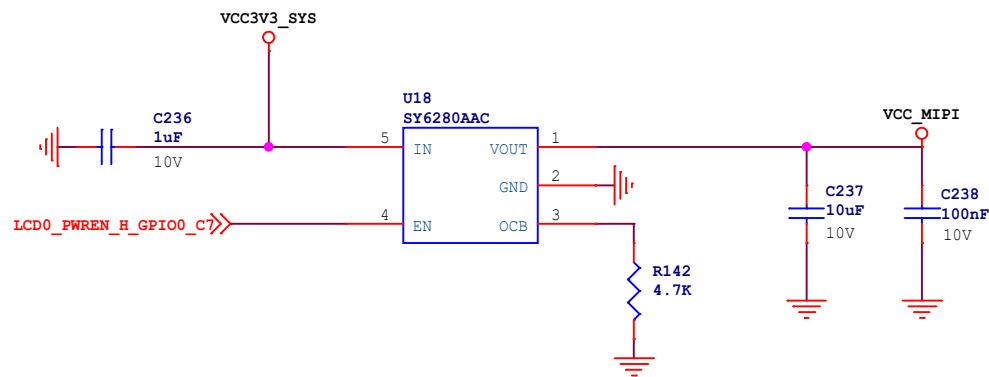 VCC3V3_SYS
U18
SY6280AAC
C236
1uF
10V
VCC_MIPI
5
IN
VOUT
1
GND
2
LCD0_PWREN_H_GPIO0_C7
4
EN
OCB
3
C237
10uF
10V
C238
100nF
10V
R142
4.7K